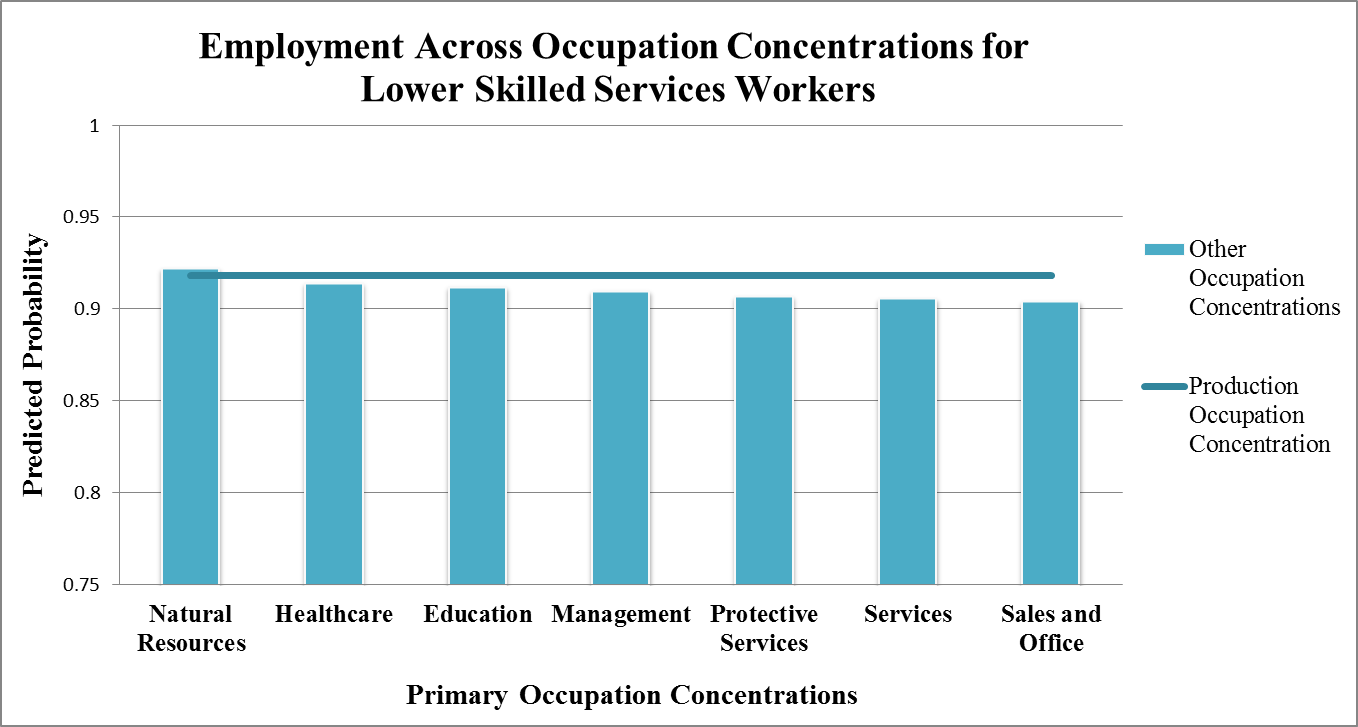 Employment Across Occupation Concentrations for
Lower Skilled Services Workers
1
0.95
0.9
0.85
0.8
0.75
Predicted Probability
Natural
Resources
Healthcare
Education
Management
Protective
Services
Services
Sales and
Office
Primary Occupation Concentrations
Other
Occupation
Concentrations
Production
Occupation
Concentration